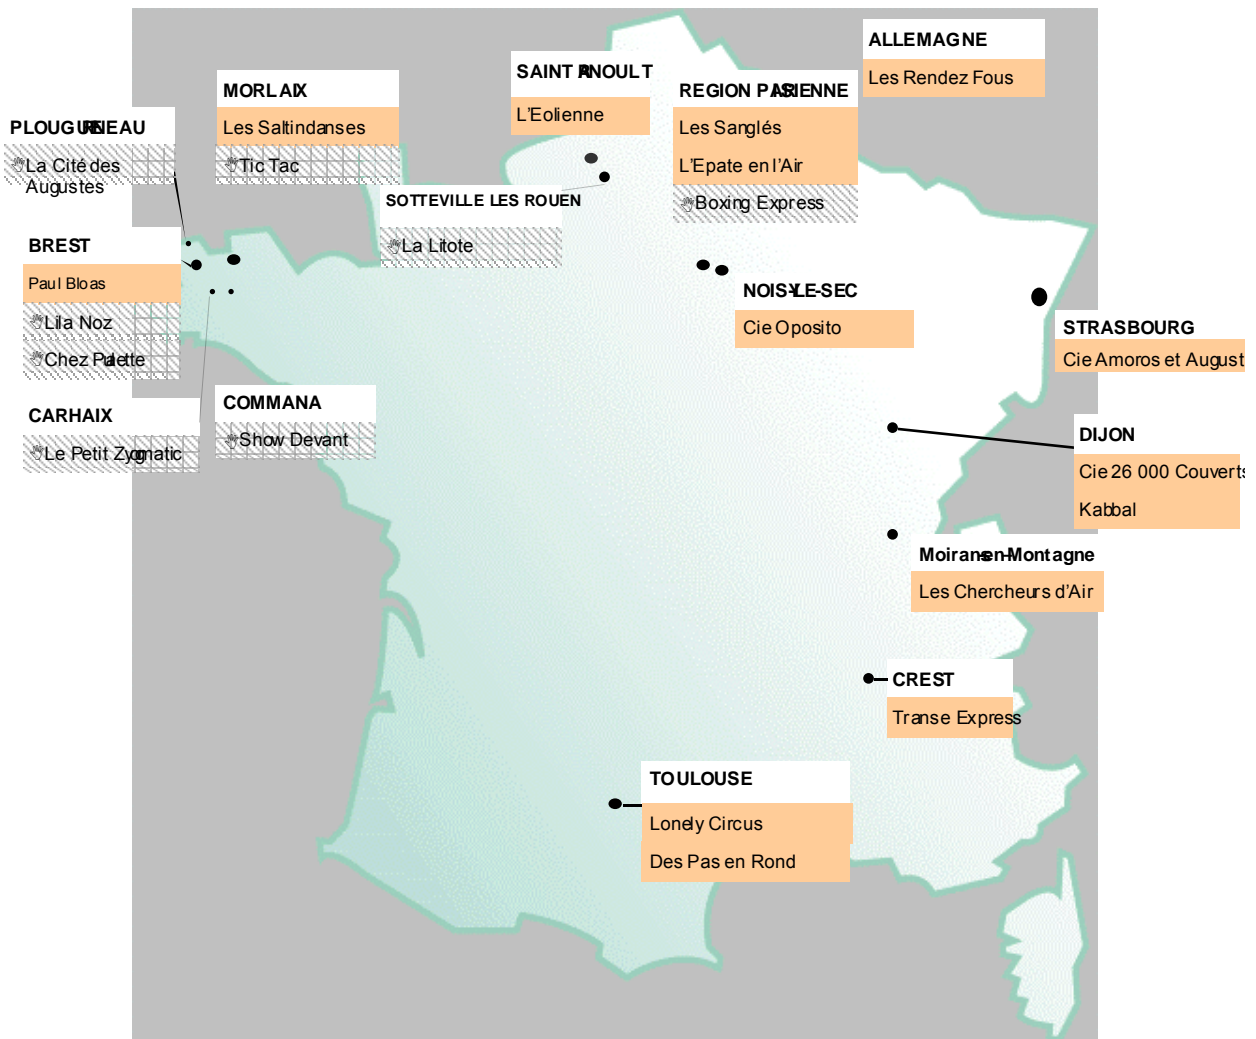 ALLEMAGNE
Les Rendez Fous
SAINT ARNOULT
L'Eolienne
REGION PARISIENNE
Les Sanglés
L'Epate en l'Air
Boxing Express
MORLAIX
Les Saltindanses
Tic Tac
PLOUGUERNEAU
La Cité des
Augustes
SOTTEVILLE LES ROUEN
La Litote
BREST
Paul Bloas
Lila Noz
Chez Paulette
NOISY-LE-SEC
Cie Oposito
STRASBOURG
Cie Amoros et August
CARHAIX
Le Petit Zygomatic
COMMANA
Show Devant
DIJON
Cie 26 000 Couverts
Kabbal
Moirans-en-Montagne
Les Chercheurs d'Air
CREST
Transe Express
TOULOUSE
Lonely Circus
Des Pas en Rond